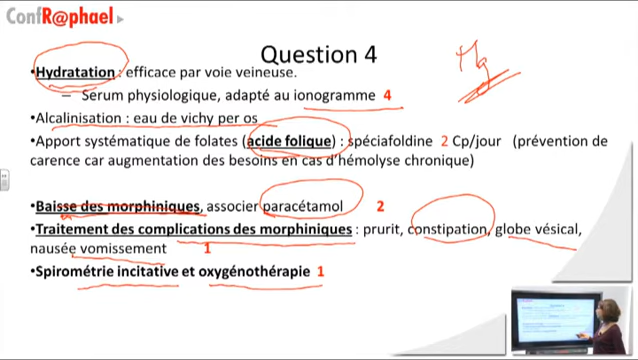 ConfR@phael
Question 4
Hg
•Hydratation : efficace par voie veineuse.
– Serum physiologique, adapté au ionogramme 4
•Alcalinisation : eau de vichy per os
•Apport systématique de folates (acide folique) : spéciafoldine 2 Cp/jour (prévention de
carence car augmentation des besoins en cas d'hémolyse chronique)
•Baisse des morphiniques, associer paracétamol 2
•Traitement des complications des morphiniques : prurit, constipation, globe vésical,
nausée vomissement 1
•Spirométrie incitative et oxygénothérapie 1